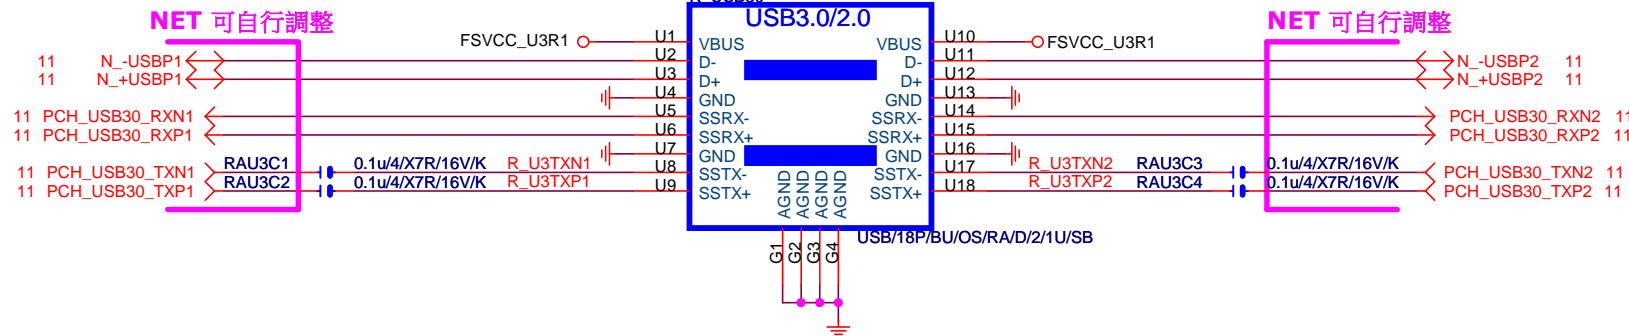 NET 可自行調整
USB3.0/2.0
NET 可自行調整
FSVCC_U3R1
U1
VBUS
VBUS
U10
FSVCC_U3R1
11 N_-USBP1
U2
D-
D-
U11
N_-USBP2 11
11 N_+USBP1
U3
D+
D+
U12
N_+USBP2 11
U4
GND
GND
U13
11 PCH_USB30_RXN1
U5
SSRX-
SSRX-
U14
PCH_USB30_RXN2 11
11 PCH_USB30_RXP1
U6
SSRX+
SSRX+
U15
PCH_USB30_RXP2 11
U7
GND
GND
U16
11 PCH_USB30_TXN1
RAU3C1
0.1u/4/X7R/16V/K
R_U3TXN1
U8
SSTX-
SSTX-
U17
R_U3TXN2
RAU3C3
0.1u/4/X7R/16V/K
PCH_USB30_TXN2 11
11 PCH_USB30_TXP1
RAU3C2
0.1u/4/X7R/16V/K
R_U3TXP1
U9
SSTX+
SSTX+
U18
R_U3TXP2
RAU3C4
0.1u/4/X7R/16V/K
PCH_USB30_TXP2 11
AGND
AGND
AGND
AGND
USB/18P/BU/OS/RA/D/2/1U/SB
G1
G2
G3
G4